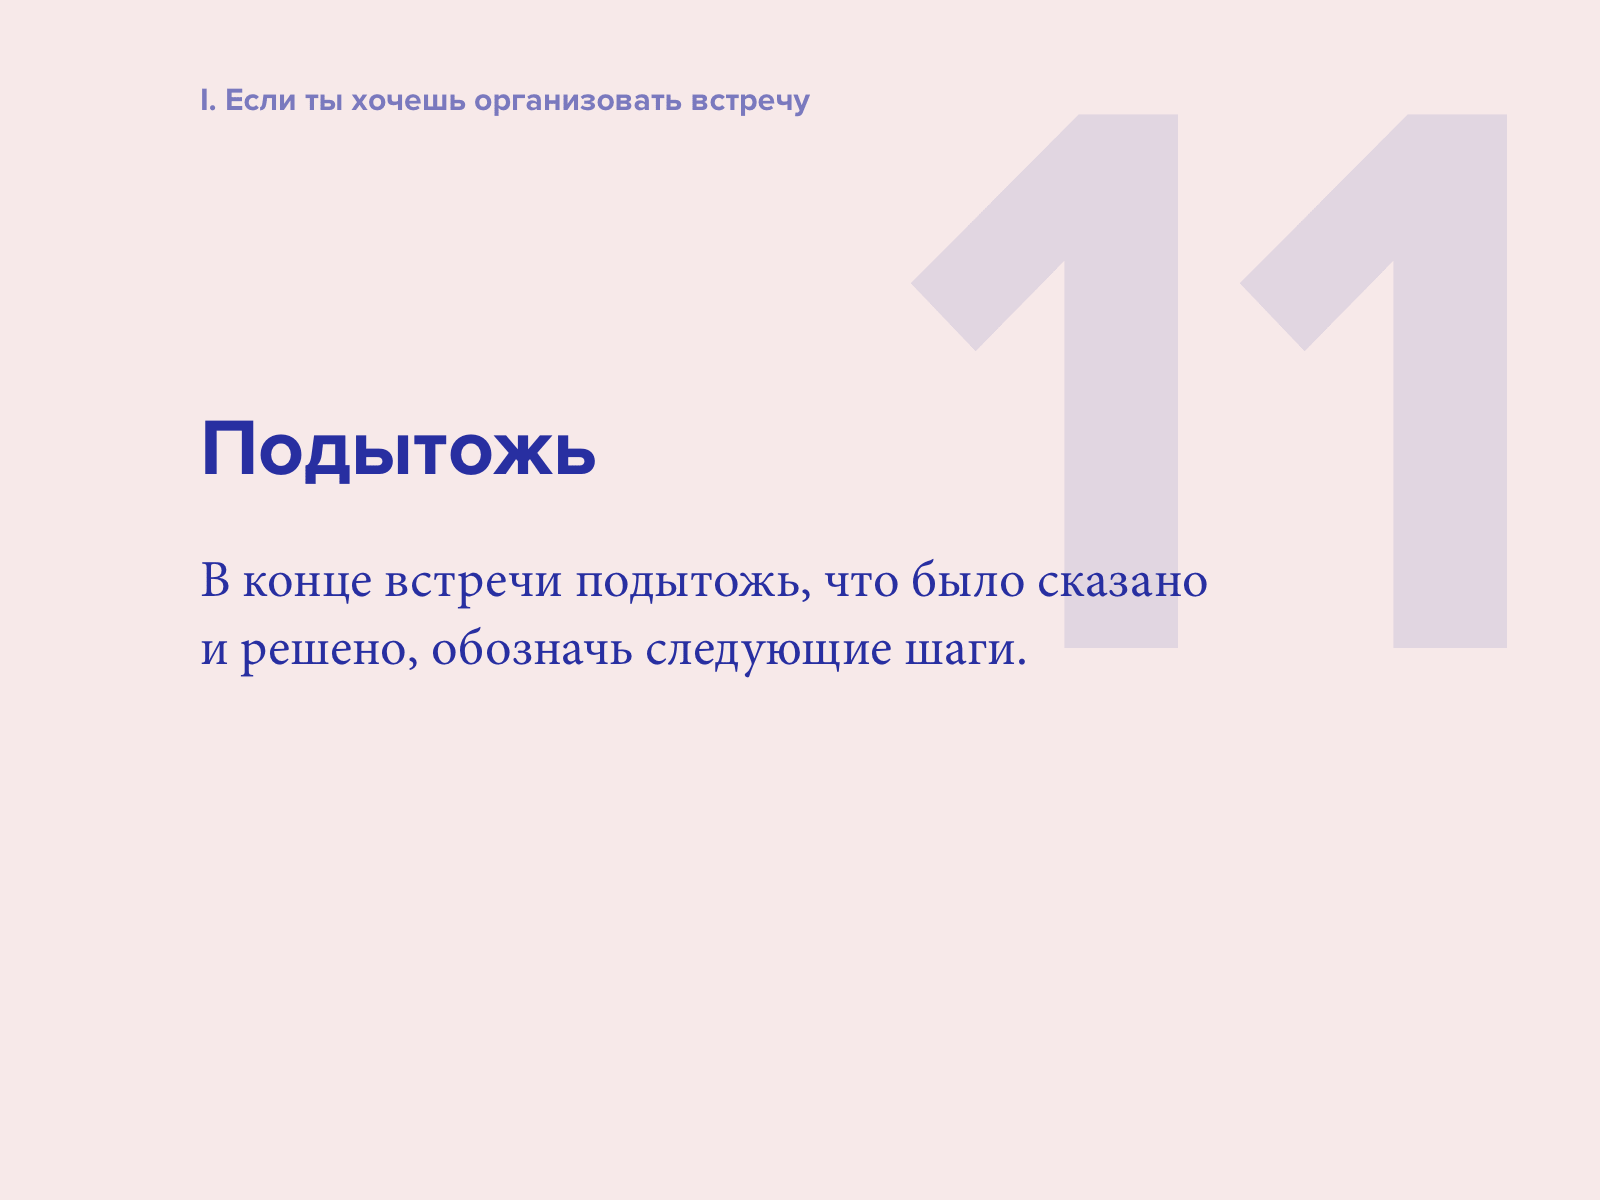 I. Если ты хочешь организовать встречу
11
Подытожь
В конце встречи подытожь, что было сказано
и решено, обозначь следующие шаги.